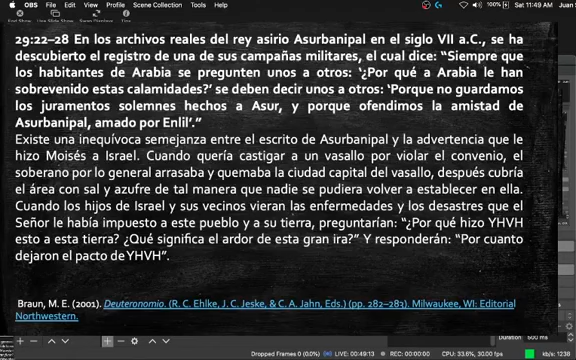 OBS File Edit View Profile Scene Collection Tools Help
100% Sat 11:49 AM Juan
29:22–28 En los archivos reales del rey asirio Asurbanipal en el siglo VII a.C., se ha
descubierto el registro de una de sus campañas militares, el cual dice: “Siempre que
los habitantes de Arabia se pregunten unos a otros: ‘¿Por qué a Arabia le han
sobrevenido estas calamidades?’ se deben decir unos a otros: ‘Porque no guardamos
los juramentos solemnes hechos a Asur, y porque ofendimos la amistad de
Asurbanipal, amado por Enlil’.”
Existe una inequívoca semejanza entre el escrito de Asurbanipal y la advertencia que le
hizo Moisés a Israel. Cuando quería castigar a un vasallo por violar el convenio, el
soberano por lo general arrasaba y quemaba la ciudad capital del vasallo, después cubría
el área con sal y azufre de tal manera que nadie se pudiera volver a establecer en ella.
Cuando los hijos de Israel y sus vecinos vieran las enfermedades y los desastres que el
Señor le había impuesto a este pueblo y a su tierra, preguntarían: “¿Por qué hizo YHVH
esto a esta tierra? ¿Qué significa el ardor de esta gran ira?” Y responderán: “Por cuanto
dejaron el pacto de YHVH”.
Braun, M. E. (2001). Deuteronomio. (R. C. Ehlke, J. C. Jeske, & C. A. Jahn, Eds.) (pp. 282–283). Milwaukee, WI: Editorial
Northwestern.
Duration 500 ms
Dropped Frames 0 (0.0%) LIVE: 00:49:13 REC: 00:00:00 CPU: 33.6%, 30.00 fps kb/s: